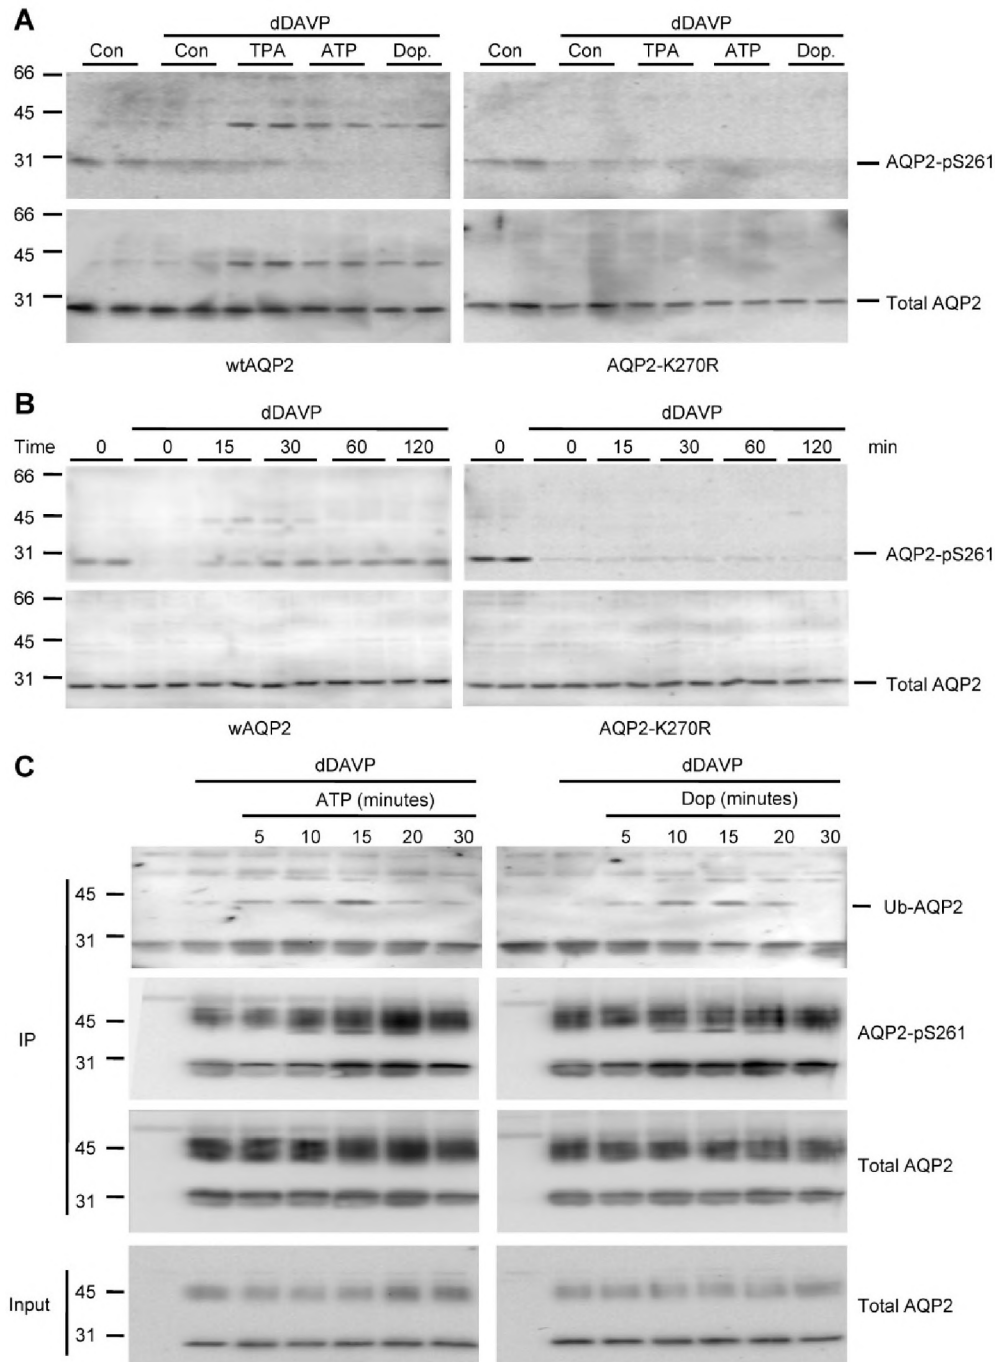 A
dDAVP dDAVP
Con Con TPA ATP Dop. Con Con TPA ATP Dop.
66
45
31 AQP2-pS261
66
45
31 Total AQP2
wtAQP2 AQP2-K270R
B
dDAVP dDAVP
Time 0 0 15 30 60 120 0 0 15 30 60 120 min
66
45
31 AQP2-pS261
66
45
31 Total AQP2
wAQP2 AQP2-K270R
C
dDAVP dDAVP
ATP (minutes) Dop (minutes)
5 10 15 20 30 5 10 15 20 30
45 Ub-AQP2
31
IP
45 AQP2-pS261
31
45 Total AQP2
31
Input
45 Total AQP2
31